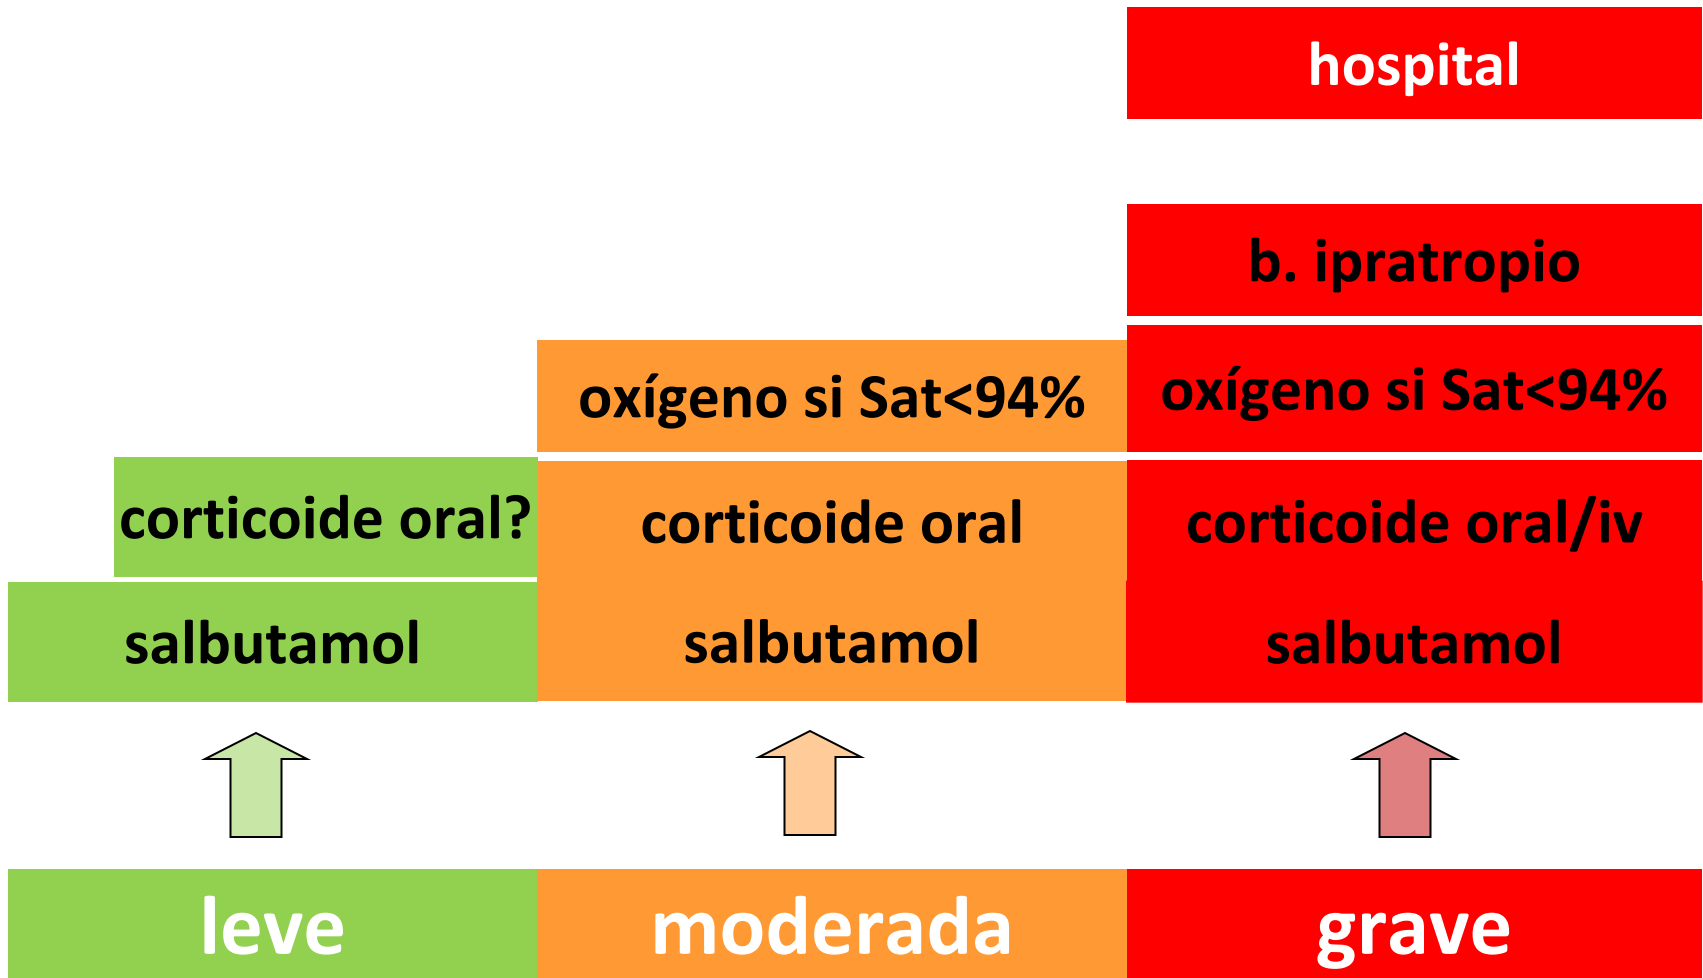 hospital
b. ipratropio
oxígeno si Sat<94%
oxígeno si Sat<94%
corticoide oral?
corticoide oral
corticoide oral/iv
salbutamol
salbutamol
salbutamol
leve
moderada
grave